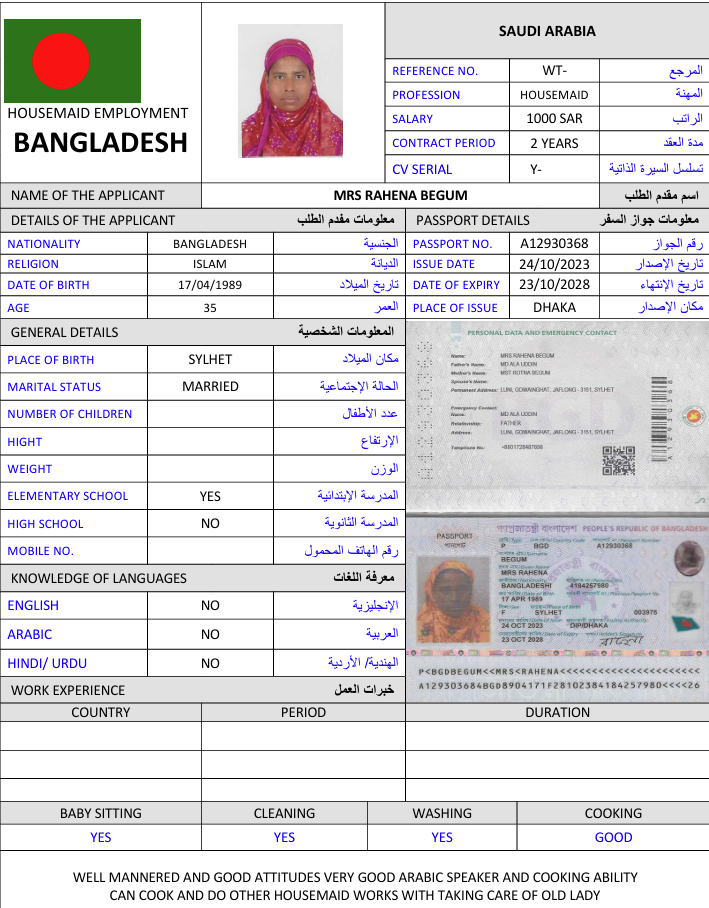 HOUSEMAID EMPLOYMENT
BANGLADESH
SAUDI ARABIA
REFERENCE NO. WT- المرجع
PROFESSION HOUSEMAID المهنة
SALARY 1000 SAR الراتب
CONTRACT PERIOD 2 YEARS مدة العقد
CV SERIAL Y- تسلسل السيرة الذاتية
NAME OF THE APPLICANT MRS RAHENA BEGUM اسم مقدم الطلب
DETAILS OF THE APPLICANT معلومات مقدم الطلب
NATIONALITY BANGLADESH الجنسية
RELIGION ISLAM الديانة
DATE OF BIRTH 17/04/1989 تاريخ الميلاد
AGE 35 العمر
PASSPORT DETAILS معلومات جواز السفر
PASSPORT NO. A12930368 رقم الجواز
ISSUE DATE 24/10/2023 تاريخ الإصدار
DATE OF EXPIRY 23/10/2028 تاريخ الإنتهاء
PLACE OF ISSUE DHAKA مكان الإصدار
GENERAL DETAILS المعلومات الشخصية
PLACE OF BIRTH SYLHET مكان الميلاد
MARITAL STATUS MARRIED الحالة الإجتماعية
NUMBER OF CHILDREN عدد الأطفال
HIGHT الإرتفاع
WEIGHT الوزن
ELEMENTARY SCHOOL YES المدرسة الإبتدائية
HIGH SCHOOL NO المدرسة الثانوية
MOBILE NO. رقم الهاتف المحمول
KNOWLEDGE OF LANGUAGES معرفة اللغات
ENGLISH NO الإنجليزية
ARABIC NO العربية
HINDI/ URDU NO الهندية/ الأردية
WORK EXPERIENCE خبرات العمل
PERSONAL DATA AND EMERGENCY CONTACT
Name: MRS RAHENA BEGUM
Father's Name: MD ALA UDDIN
Mother's Name: MST ROTNA BEGUM
Spouse's Name:
Permanent Address: LUNI, GOWAINGHAT, JAFLONG - 3151, SYLHET
Emergency Contact:
Name: MD ALA UDDIN
Relationship: FATHER
Address: LUNI, GOWAINGHAT, JAFLONG - 3151, SYLHET
Telephone No:
A12930368
গণপ্রজাতন্ত্রী বাংলাদেশ PEOPLE'S REPUBLIC OF BANGLADESH
PASSPORT
পাসপোর্ট
P BGD A12930368
BEGUM
MRS RAHENA
BANGLADESHI 4184257980
17 APR 1989
F SYLHET 003976
24 OCT 2023 DIP/DHAKA
23 OCT 2028
P<BGDBEGUM<<MRS<RAHENA<<<<<<<<<<<<<<<<<<<<<<
A129303684BGD8904171F28102384184257980<<<<26
COUNTRY PERIOD DURATION
BABY SITTING CLEANING WASHING COOKING
YES YES YES GOOD
WELL MANNERED AND GOOD ATTITUDES VERY GOOD ARABIC SPEAKER AND COOKING ABILITY
CAN COOK AND DO OTHER HOUSEMAID WORKS WITH TAKING CARE OF OLD LADY